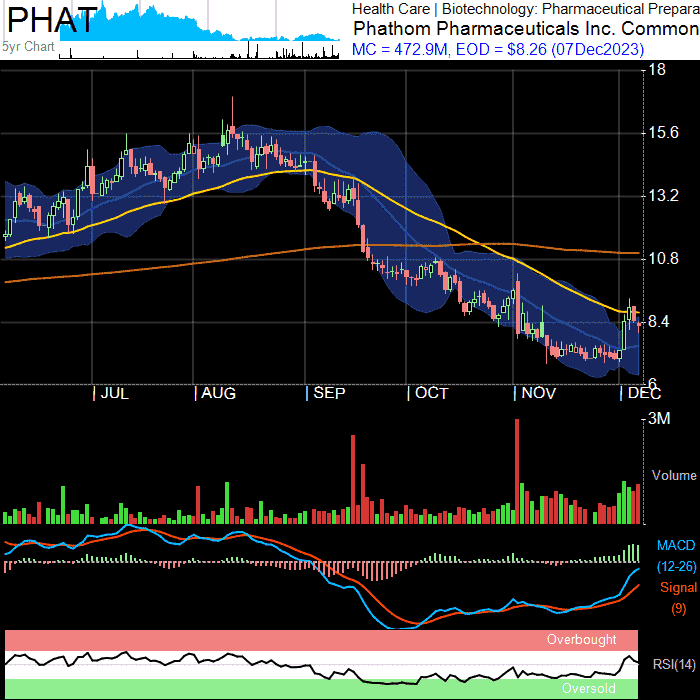 PHAT
5yr Chart
Health Care | Biotechnology: Pharmaceutical Prepara
Phathom Pharmaceuticals Inc. Common
MC = 472.9M, EOD = $8.26 (07Dec2023)
18
15.6
13.2
10.8
8.4
6
| JUL | AUG | SEP | OCT | NOV | DEC
3M
Volume
MACD
(12-26)
Signal
(9)
Overbought
RSI(14)
Oversold